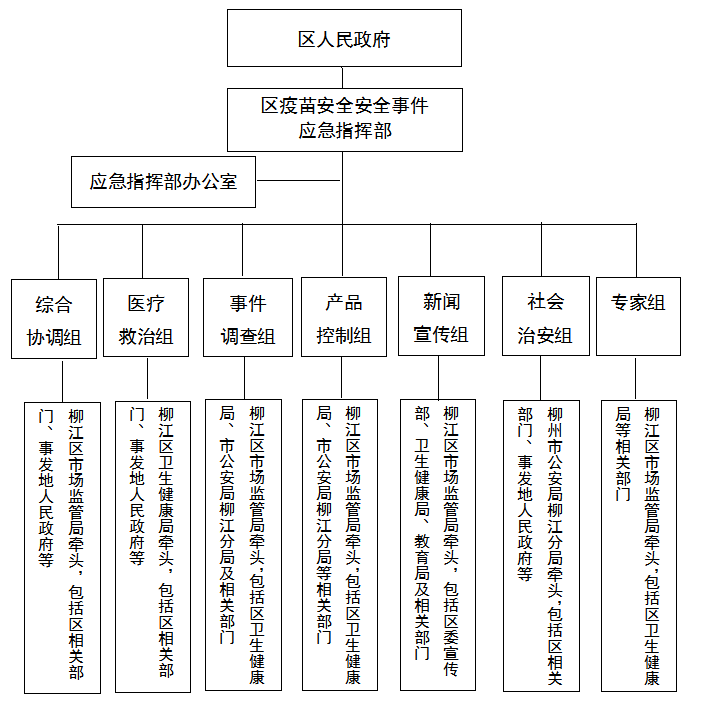 区人民政府
区疫苗安全安全事件
应急指挥部
应急指挥部办公室
综合
协调组
医疗
救治组
事件
调查组
产品
控制组
新闻
宣传组
社会
治安组
专家组
柳江区市场监管局牵头，包括区相关部
门、事发地人民政府等
柳江区卫生健康局牵头，包括区相关部
门、事发地人民政府等
柳江区市场监管局牵头，包括区卫生健康
局、市公安局柳江分局及相关部门
柳江区市场监管局牵头，包括区卫生健康
局、市公安局柳江分局等相关部门
柳江区市场监管局牵头，包括区委宣传
部、卫生健康局、教育局及相关部门
柳州市公安局柳江分局牵头，包括区相关
部门、事发地人民政府等
柳江区市场监管局牵头，包括区卫生健康
局等相关部门